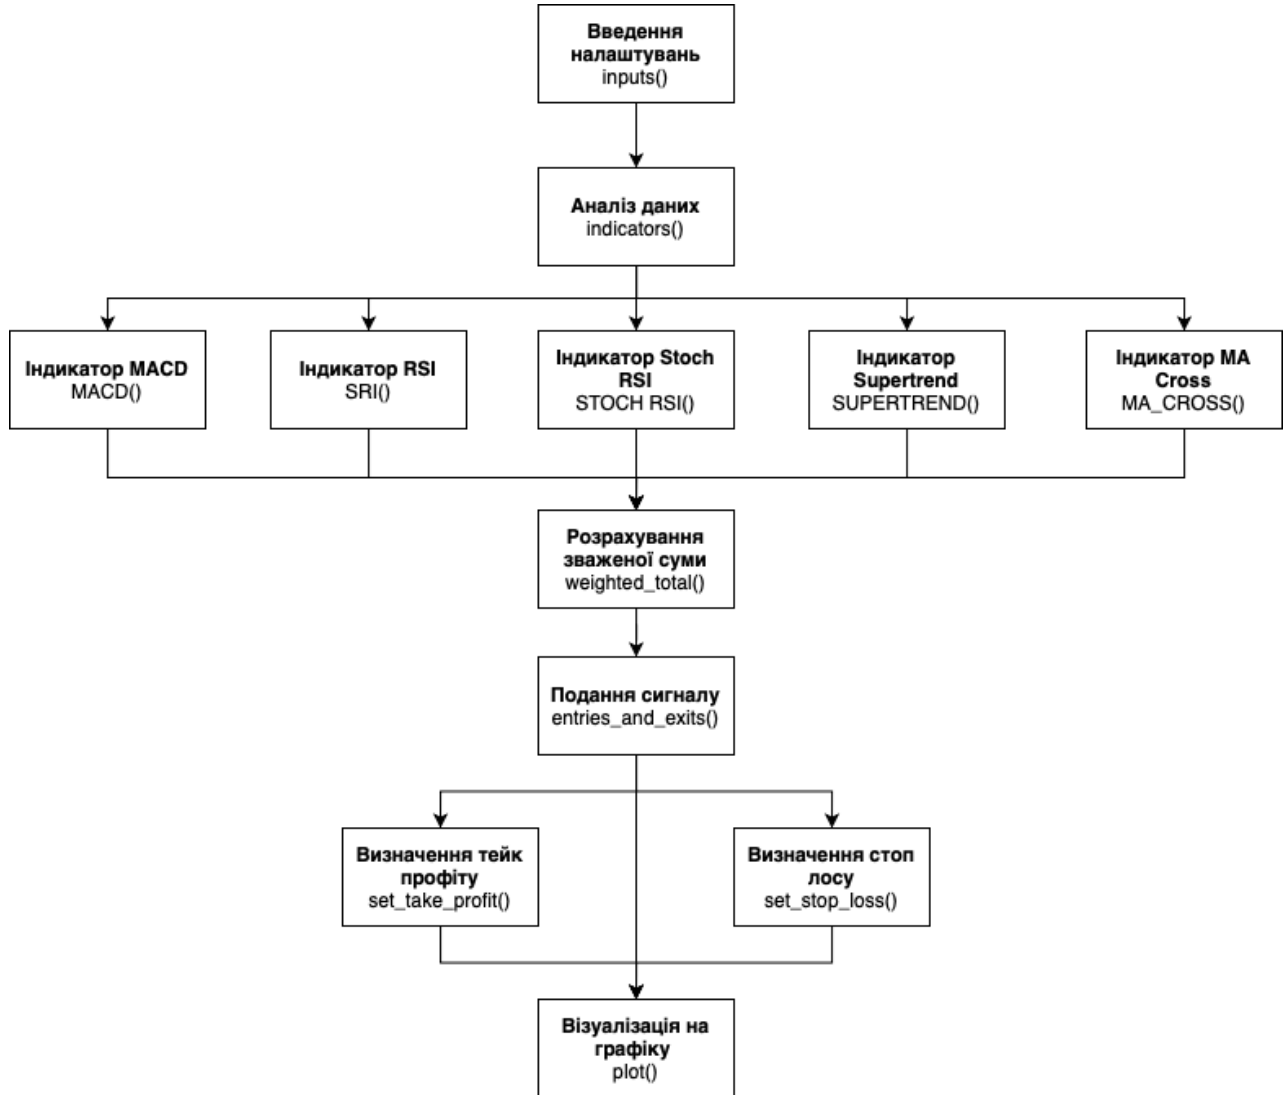 Введення
налаштувань
inputs()
Аналіз даних
indicators()
Індикатор MACD
MACD()
Індикатор RSI
SRI()
Індикатор Stoch
RSI
STOCH RSI()
Індикатор
Supertrend
SUPERTREND()
Індикатор MA
Cross
MA_CROSS()
Розрахування
зваженої суми
weighted_total()
Подання сигналу
entries_and_exits()
Визначення тейк
профіту
set_take_profit()
Визначення стоп
лосу
set_stop_loss()
Візуалізація на
графіку
plot()